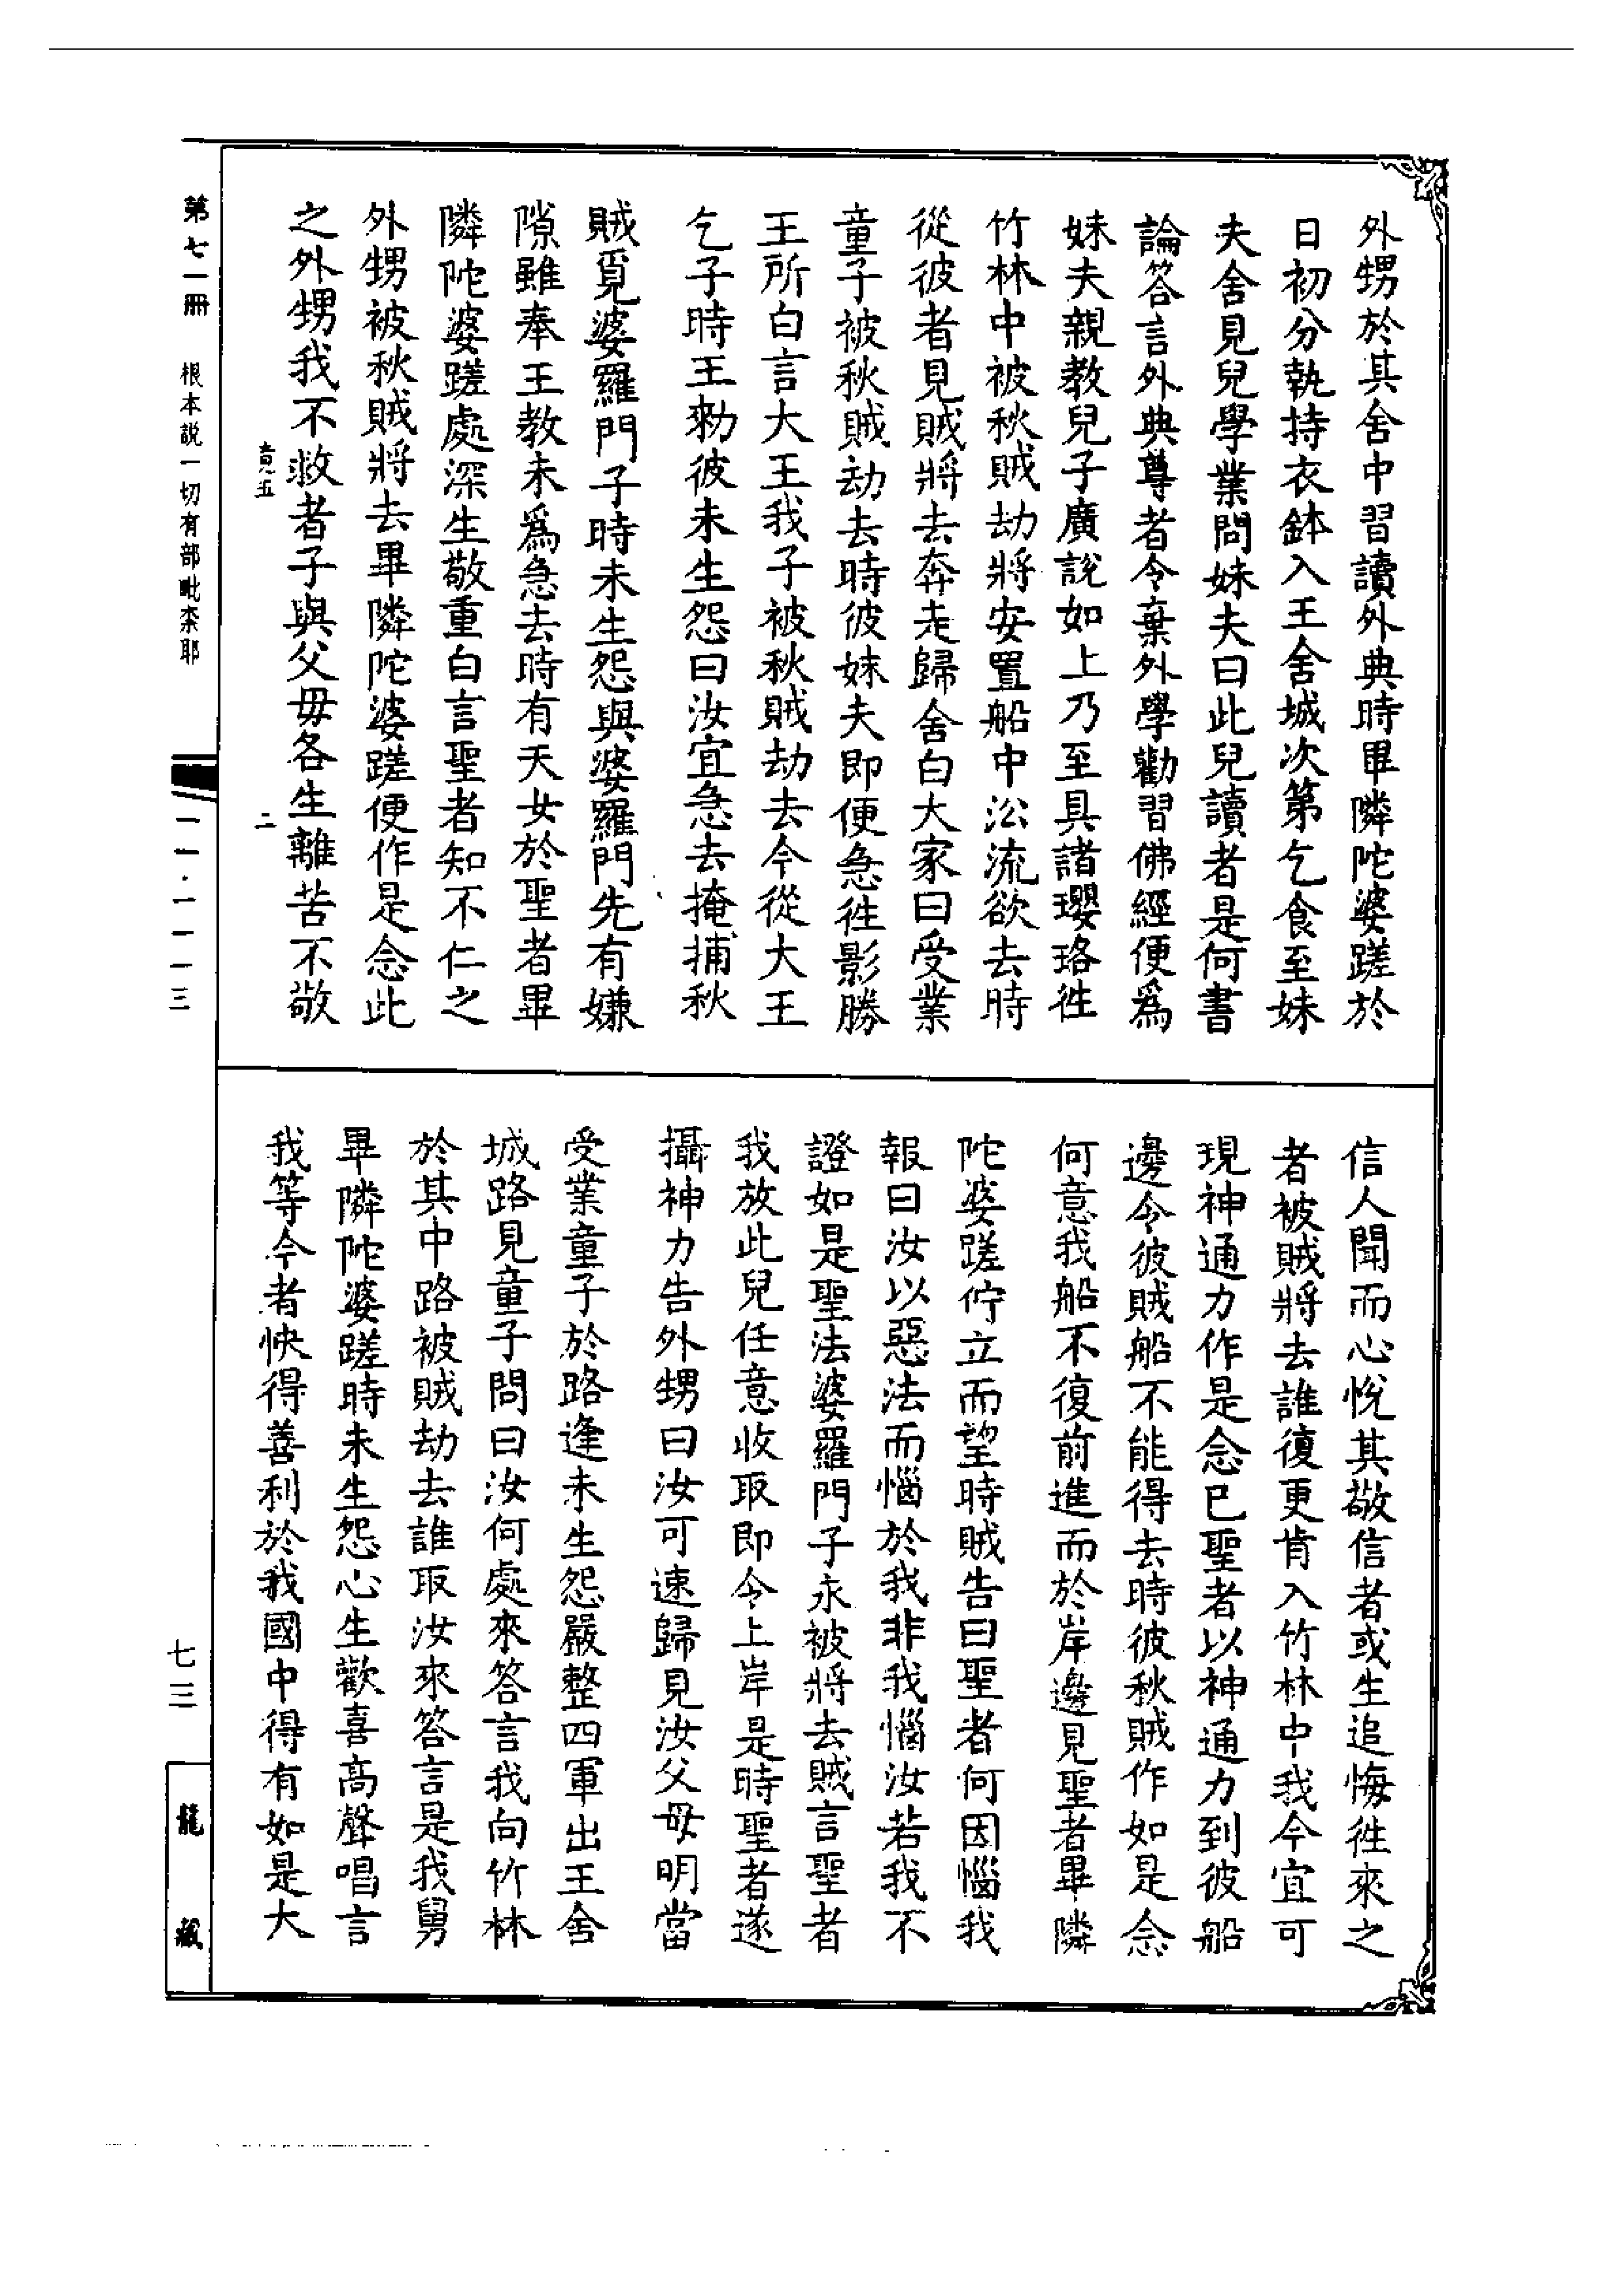 外甥於其舍中習讀外典時畢隣陀婆蹉於
日初分執持衣鉢入王舍城次第乞食至妹
夫舍見兒學業問妹夫曰此兒讀者是何書
論答言外典尊者令棄外學勸習佛經便爲
妹夫親教兒子廣說如上乃至具諸瓔珞徃
竹林中被秋賊劫將安置船中㳂流欲去時
從彼者見賊將去奔走歸舍白大家曰受業
童子被秋賊劫去時彼妹夫即便急徃影勝
王所白言大王我子被秋賊劫去今從大王
乞子時王勑彼未生怨曰汝宜急去掩捕秋
賊覓婆羅門子時未生怨與婆羅門先有嫌
隙雖奉王教未爲急去時有天女於聖者畢
隣陀婆蹉處深生敬重白言聖者知不仁之
外甥被秋賊將去畢隣陀婆蹉便作是念此
之外甥我不救者子與父毋各生離苦不敬
信人聞而心悅其敬信者或生追悔徃來之
者被賊將去誰復更肯入竹林中我今宜可
現神通力作是念已聖者以神通力到彼船
邊令彼賊船不能得去時彼秋賊作如是念
何意我船不復前進而於岸邊見聖者畢隣
陀婆蹉佇立而望時賊告曰聖者何因惱我
報曰汝以惡法而惱於我非我惱汝若我不
證如是聖法婆羅門子永被將去賊言聖者
我放此兒任意收取即令上岸是時聖者遂
攝神力告外甥曰汝可速歸見汝父母明當
受業童子於路逢未生怨嚴整四軍出王舍
城路見童子問曰汝何處來答言我向竹林
於其中路被賊劫去誰取汝來答言是我舅
畢隣陀婆蹉時未生怨心生歡喜高聲唱言
我等今者快得善利於我國中得有如是大
第七一冊
根本說一切有部毗柰耶
五
二
一一·一一一三
七三
龍藏